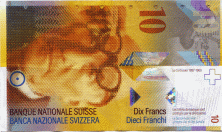 10
BANQUE NATIONALE SUISSE
BANCA NAZIONALE SVIZZERA
Dix Francs
Dieci Franchi
10